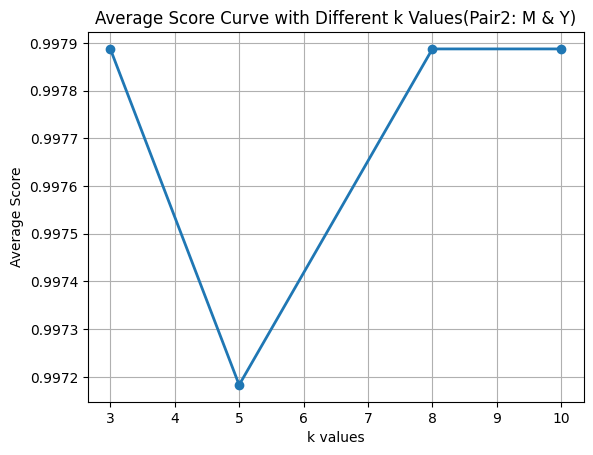 Average Score Curve with Different k Values(Pair2: M & Y)
0.9979
0.9978
0.9977
0.9976
0.9975
0.9974
0.9973
0.9972
Average Score
3 4 5 6 7 8 9 10
k values